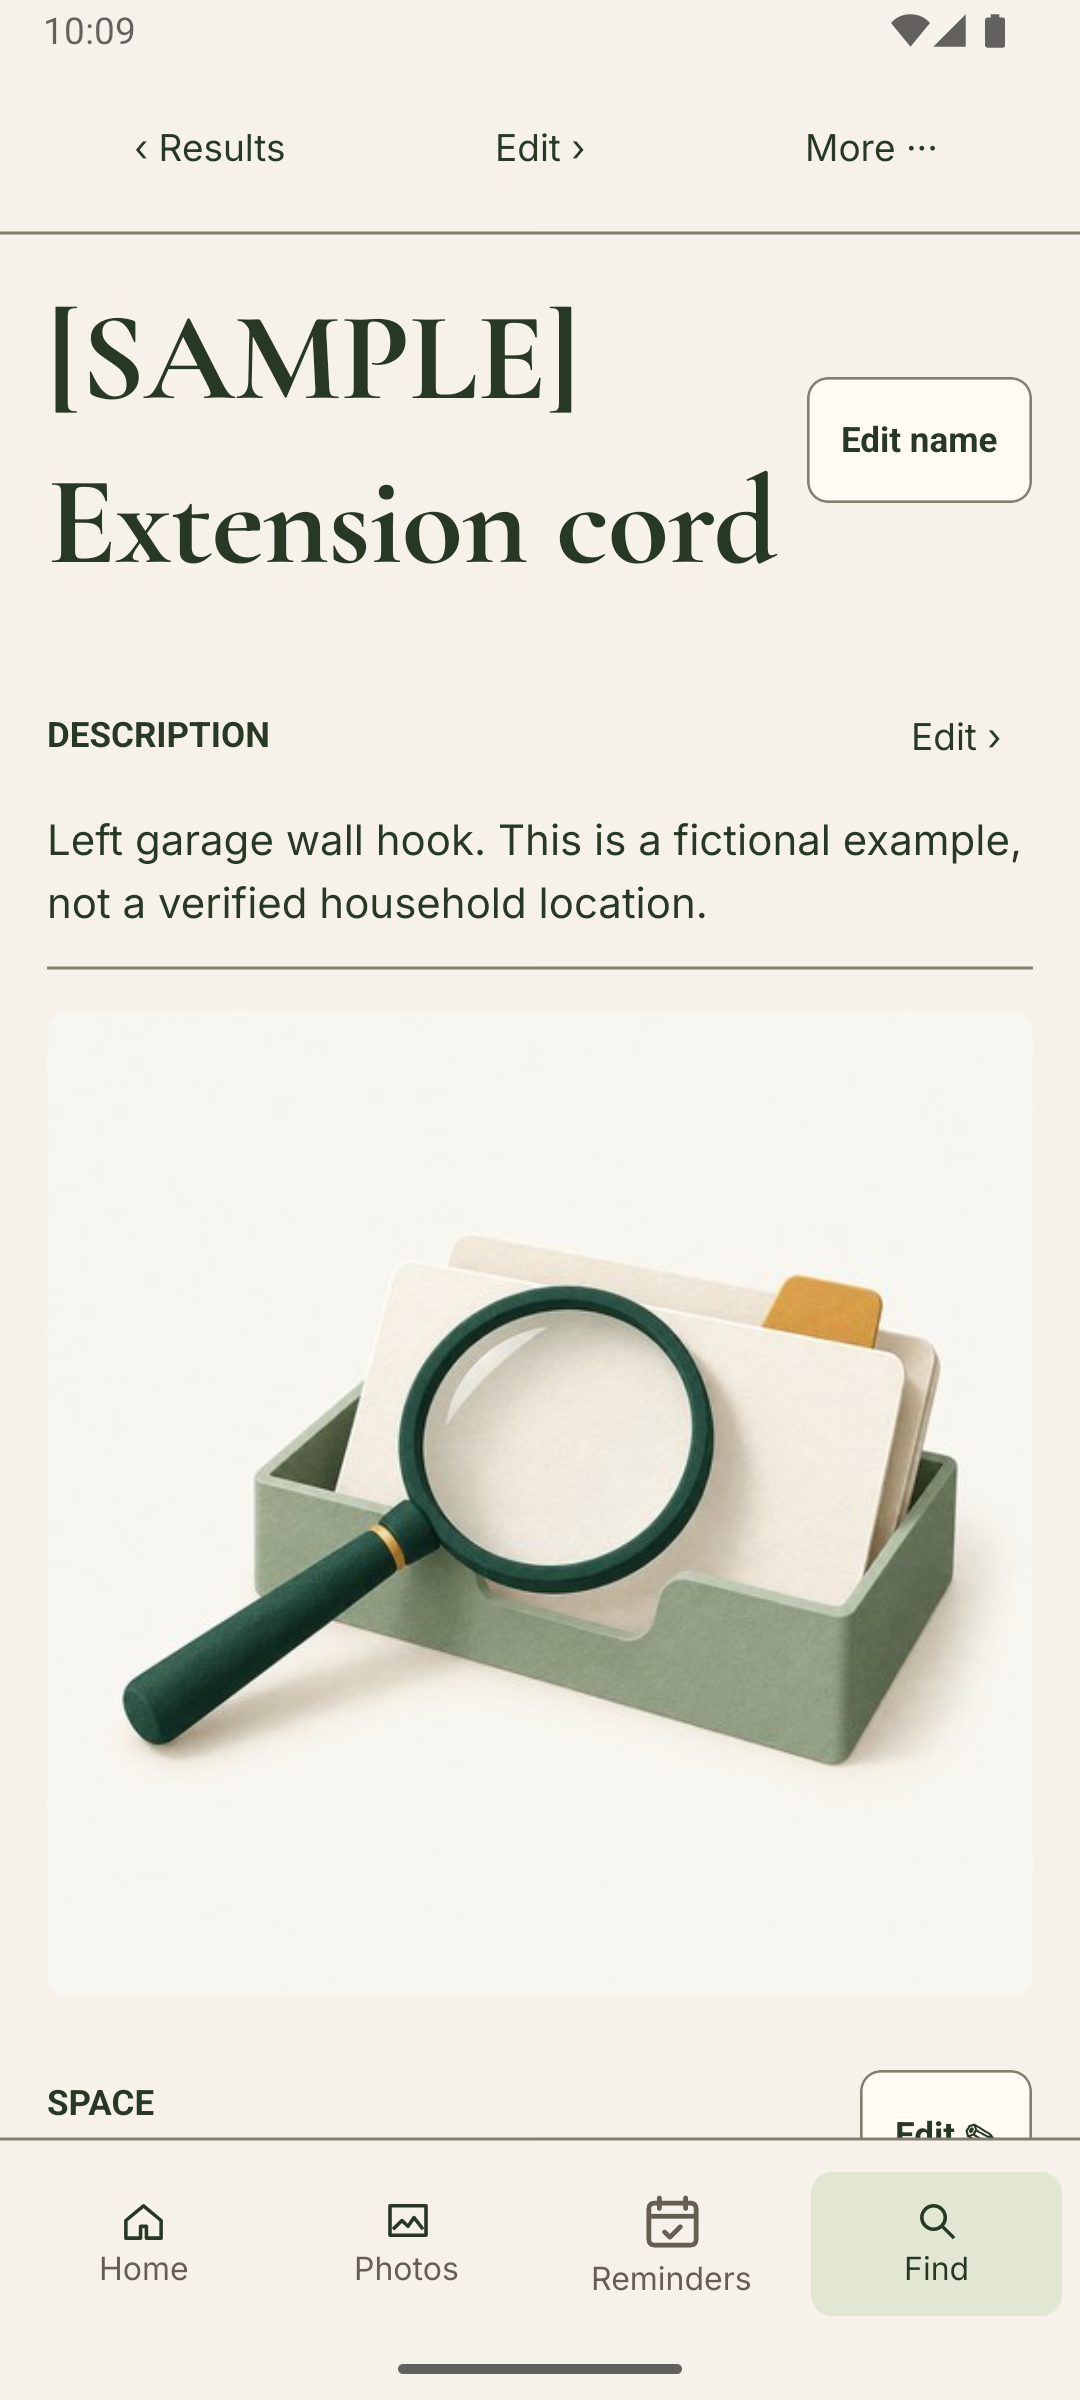 10:09
‹ Results
Edit ›
More ···
[SAMPLE]
Extension cord
Edit name
DESCRIPTION
Edit ›
Left garage wall hook. This is a fictional example,
not a verified household location.
SPACE
Edit ✎
Home
Photos
Reminders
Find